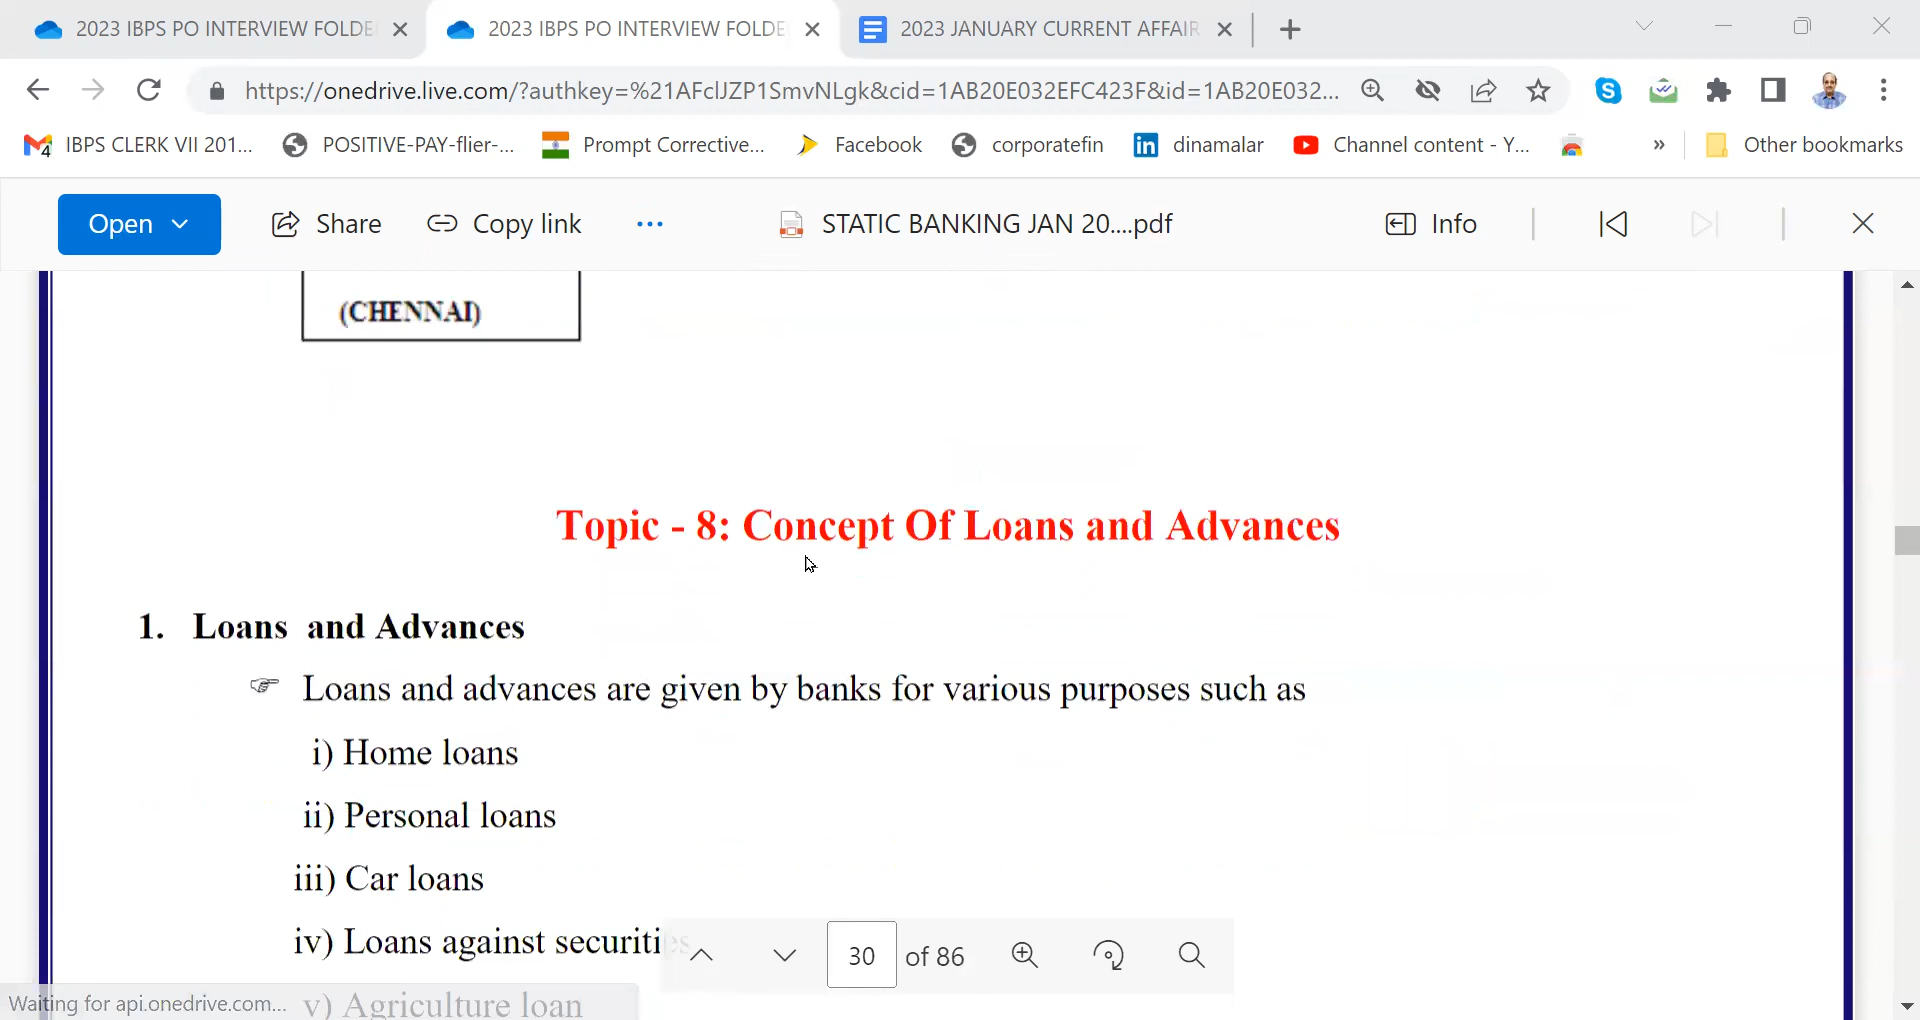 2023 IBPS PO INTERVIEW FOLDE
2023 IBPS PO INTERVIEW FOLDE
2023 JANUARY CURRENT AFFAIR
https://onedrive.live.com/?authkey=%21AFclJZP1SmvNLgk&cid=1AB20E032EFC423F&id=1AB20E032...
4 IBPS CLERK VII 201...
POSITIVE-PAY-flier-...
Prompt Corrective...
Facebook
corporatefin
in dinamalar
Channel content - Y...
»
Other bookmarks
Open
Share
Copy link
...
STATIC BANKING JAN 20....pdf
Info
(CHENNAI)
Topic - 8: Concept Of Loans and Advances
1. Loans and Advances
Loans and advances are given by banks for various purposes such as
i) Home loans
ii) Personal loans
iii) Car loans
iv) Loans against securities
30 of 86
Waiting for api.onedrive.com...
v) Agriculture loan